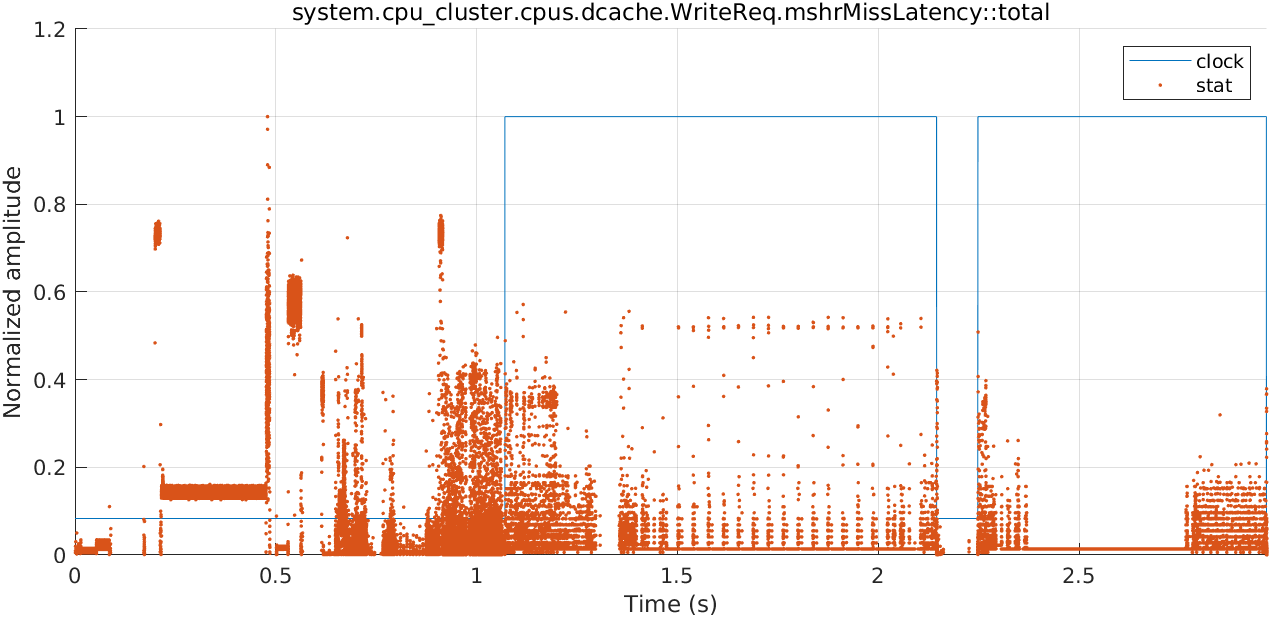 system.cpu_cluster.cpus.dcache.WriteReq.mshrMissLatency::total
1.2
1
0.8
0.6
0.4
0.2
0
Normalized amplitude
clock
stat
0
0.5
1
1.5
2
2.5
Time (s)